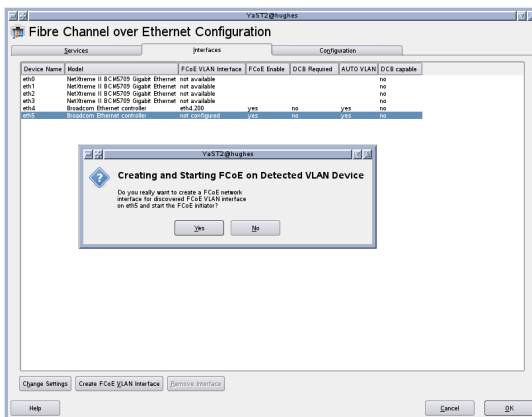 YaST2@hughes
Fibre Channel over Ethernet Configuration
Services Interfaces Configuration
Device Name Model FCoE VLAN Interface FCoE Enable DCB Required AUTO VLAN DCB capable
eth0 NetXtreme II BCM5709 Gigabit Ethernet not available no
eth1 NetXtreme II BCM5709 Gigabit Ethernet not available no
eth2 NetXtreme II BCM5709 Gigabit Ethernet not available no
eth3 NetXtreme II BCM5709 Gigabit Ethernet not available no
eth4 Broadcom Ethernet controller eth4.200 yes no yes no
eth5 Broadcom Ethernet controller not configured yes no yes no
YaST2@hughes
Creating and Starting FCoE on Detected VLAN Device
Do you really want to create a FCoE network
interface for discovered FCoE VLAN interface
on eth5 and start the FCoE initiator?
Yes No
Change Settings Create FCoE VLAN Interface Remove Interface
Help Cancel OK